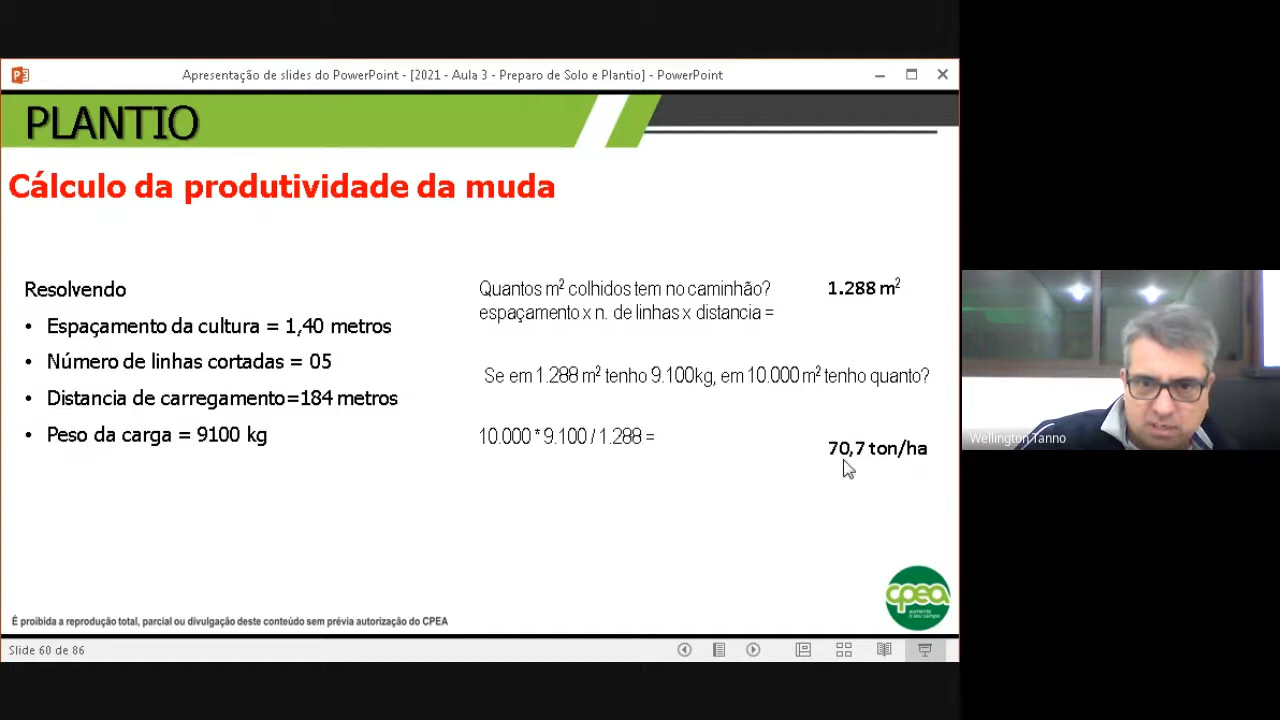 Apresentação de slides do PowerPoint - [2021 - Aula 3 - Preparo de Solo e Plantio] - PowerPoint
PLANTIO
Cálculo da produtividade da muda
Resolvendo
• Espaçamento da cultura = 1,40 metros
• Número de linhas cortadas = 05
• Distancia de carregamento=184 metros
• Peso da carga = 9100 kg
Quantos m² colhidos tem no caminhão? 1.288 m²
espaçamento x n. de linhas x distancia =
Se em 1.288 m² tenho 9.100kg, em 10.000 m² tenho quanto?
10.000 * 9.100 / 1.288 =
70,7 ton/ha
Wellington Tanno
cpea
aumente
o seu campo
É proibida a reprodução total, parcial ou divulgação deste conteúdo sem prévia autorização do CPEA
Slide 60 de 86